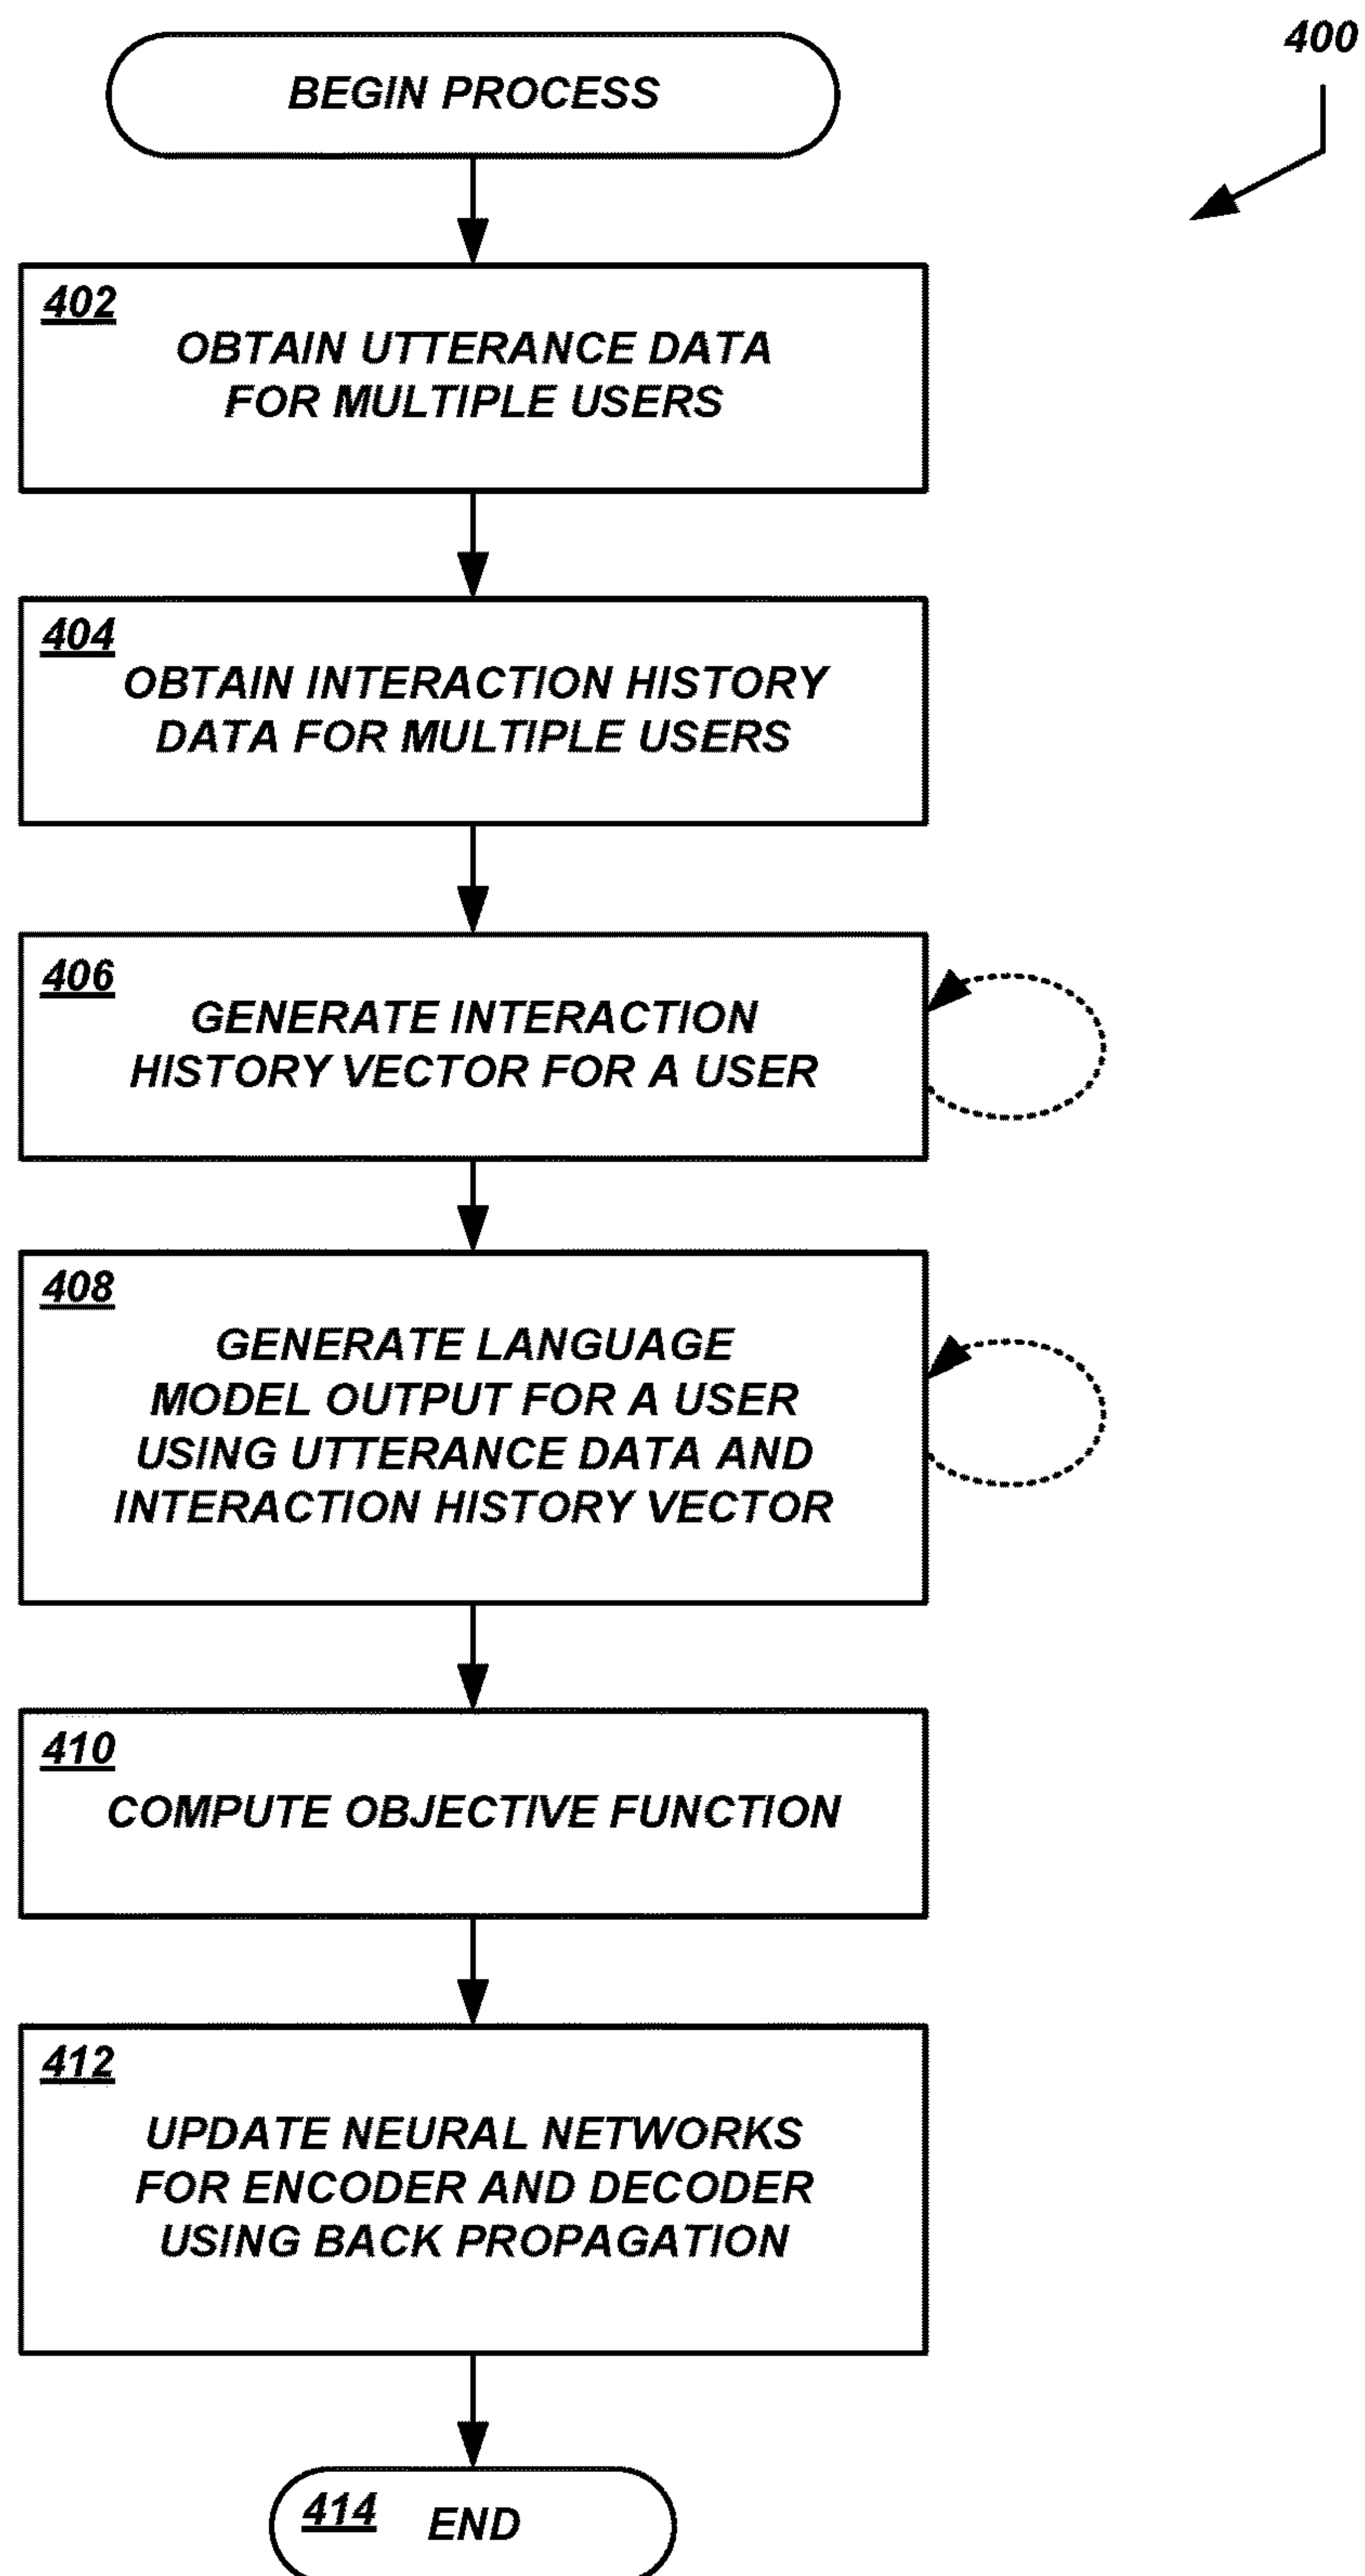 400
BEGIN PROCESS
402
OBTAIN UTTERANCE DATA
FOR MULTIPLE USERS
404
OBTAIN INTERACTION HISTORY
DATA FOR MULTIPLE USERS
406
GENERATE INTERACTION
HISTORY VECTOR FOR A USER
408
GENERATE LANGUAGE
MODEL OUTPUT FOR A USER
USING UTTERANCE DATA AND
INTERACTION HISTORY VECTOR
410
COMPUTE OBJECTIVE FUNCTION
412
UPDATE NEURAL NETWORKS
FOR ENCODER AND DECODER
USING BACK PROPAGATION
414 END